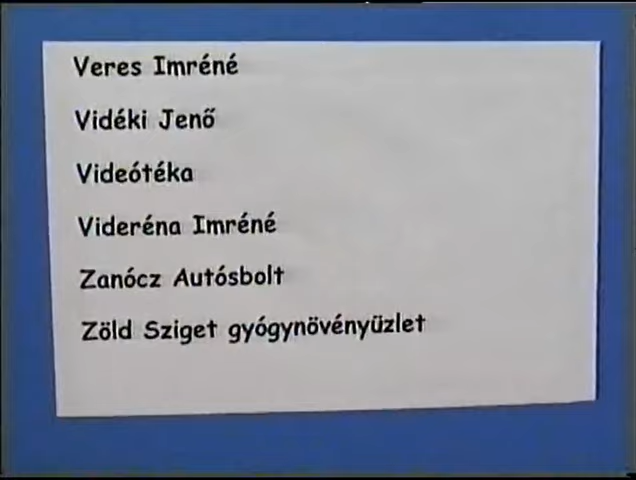 Veres Imréné
Vidéki Jenő
Videótéka
Videréna Imréné
Zanócz Autósbolt
Zöld Sziget gyógynövényüzlet